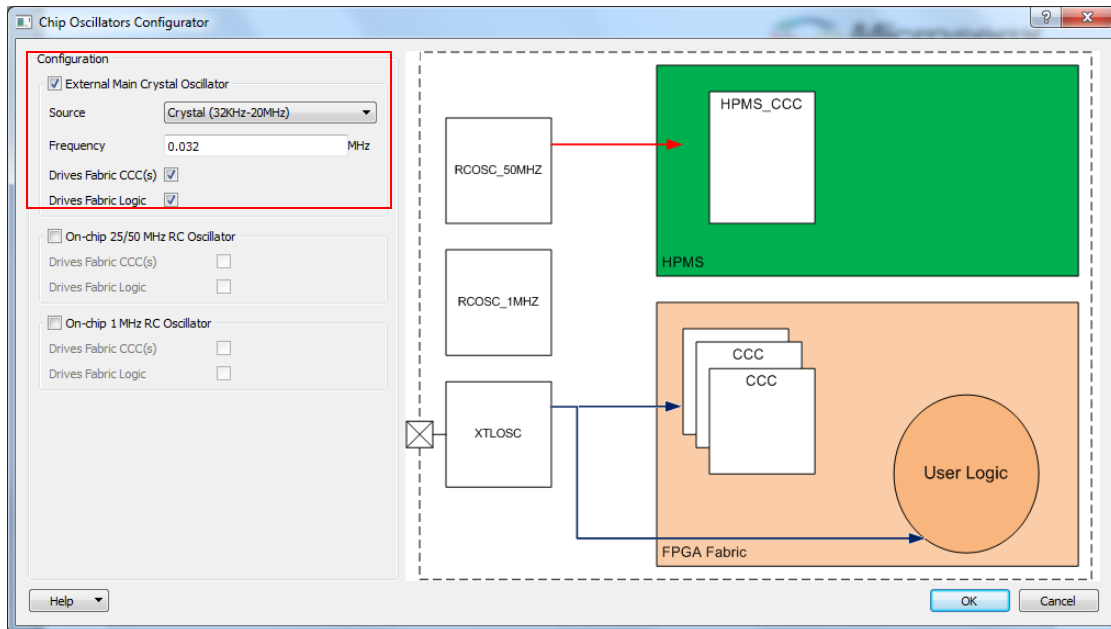 Chip Oscillators Configurator
Microsemi
Configuration
External Main Crystal Oscillator
Source Crystal (32KHz-20MHz)
Frequency 0.032 MHz
Drives Fabric CCC(s)
Drives Fabric Logic
On-chip 25/50 MHz RC Oscillator
Drives Fabric CCC(s)
Drives Fabric Logic
On-chip 1 MHz RC Oscillator
Drives Fabric CCC(s)
Drives Fabric Logic
RCOSC_50MHZ
RCOSC_1MHZ
XTLOSC
HPMS_CCC
HPMS
CCC
CCC
User Logic
FPGA Fabric
Help
OK Cancel